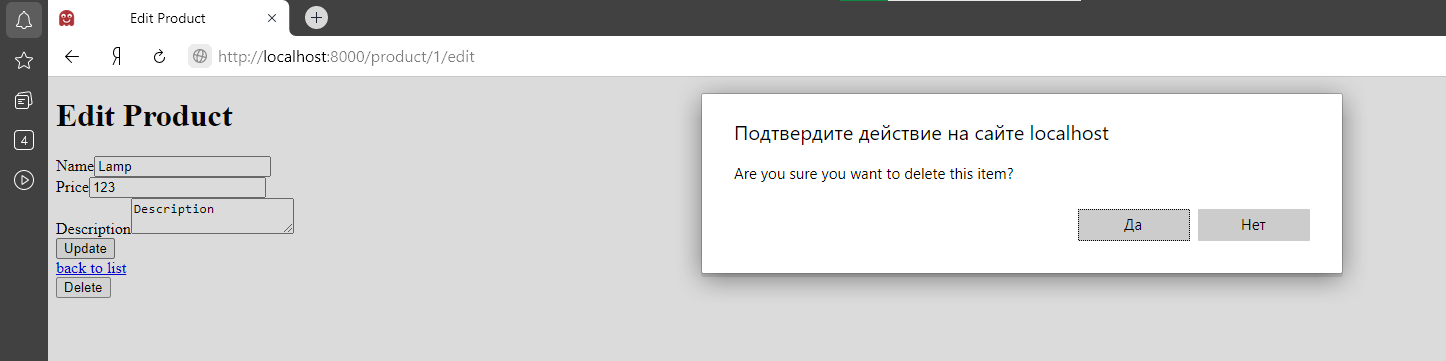 Edit Product
Я
http://localhost:8000/product/1/edit
4
Edit Product
Name Lamp
Price 123
Description Description
Update
back to list
Delete
Подтвердите действие на сайте localhost
Are you sure you want to delete this item?
Да Нет